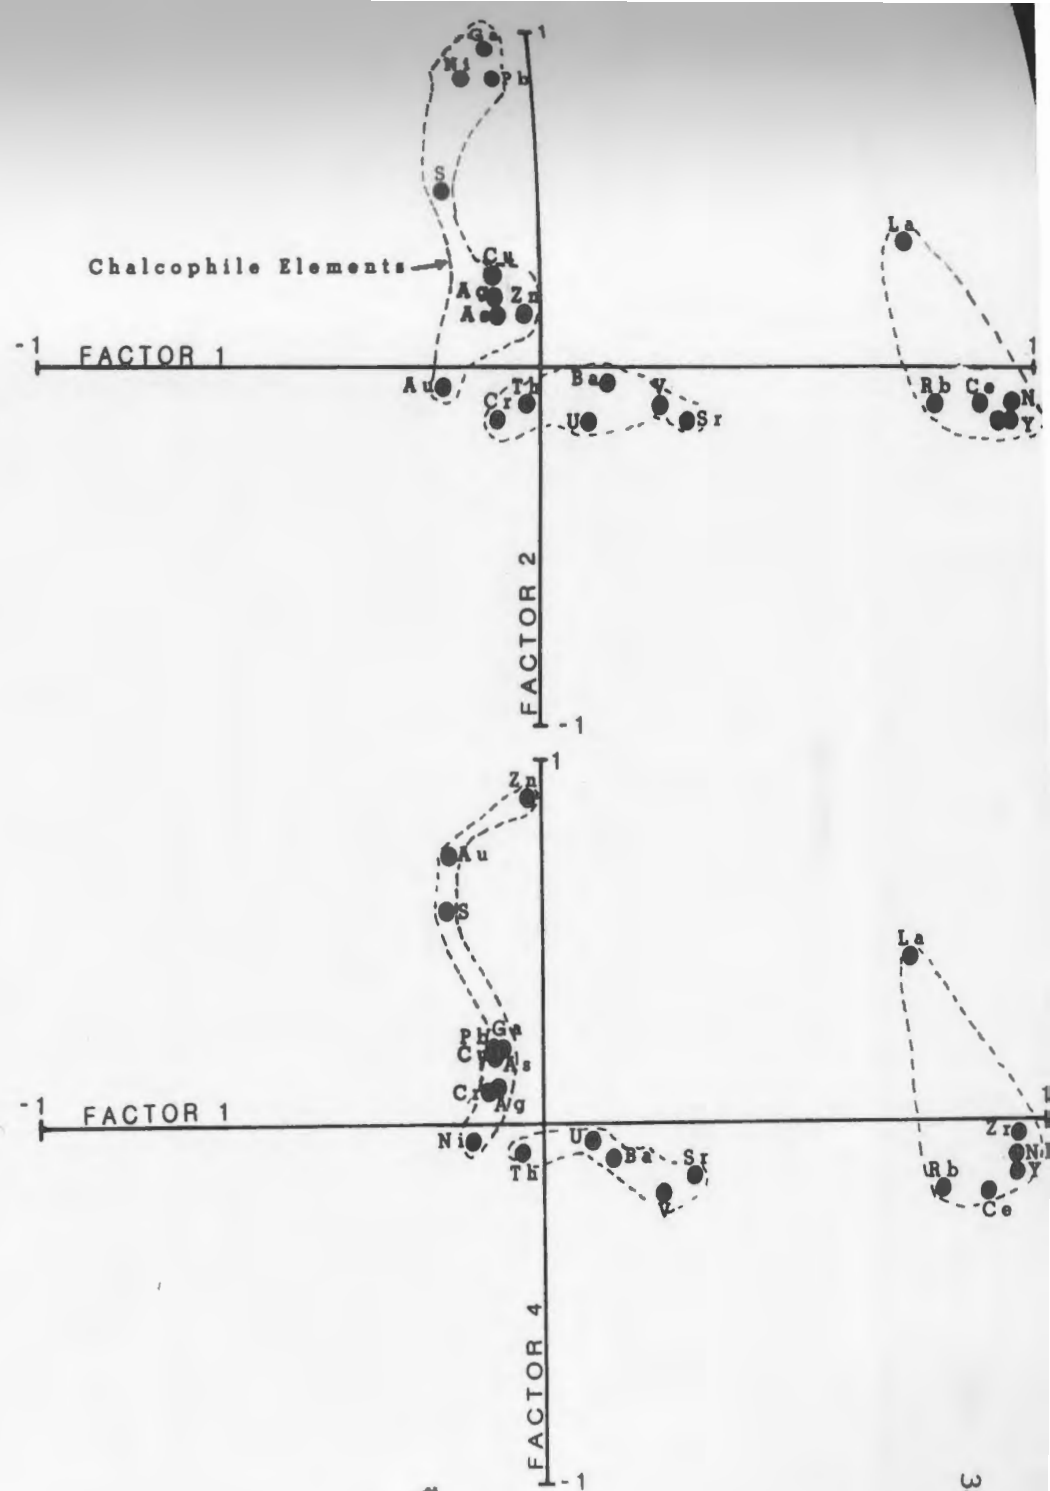 Ga
1
Ni
Pb
S
Cu
Chalcophile Elements
Ag Zn
As
La
-1 FACTOR 1 1
Au Th Ba V Rb Ce N
Cr U Sr Y
FACTOR 2
-1
1
Zn
Au
S
La
Ga
As
Cr Ag
-1 FACTOR 1 1
Ni U Zr
Th Ba Sr Rb N
Y
V Ce
FACTOR 4
-1
3